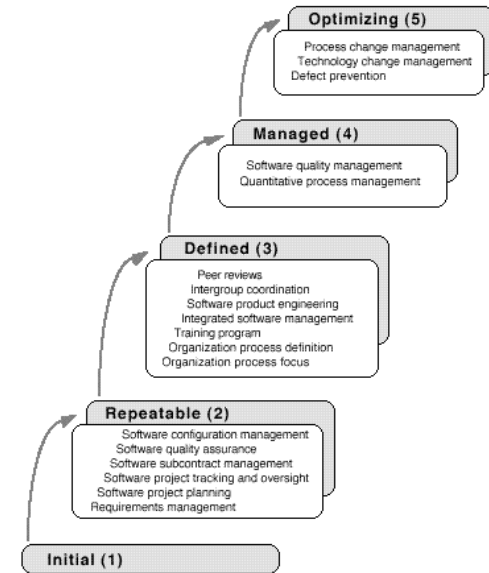 Optimizing (5)
Process change management
Technology change management
Defect prevention
Managed (4)
Software quality management
Quantitative process management
Defined (3)
Peer reviews
Intergroup coordination
Software product engineering
Integrated software management
Training program
Organization process definition
Organization process focus
Repeatable (2)
Software configuration management
Software quality assurance
Software subcontract management
Software project tracking and oversight
Software project planning
Requirements management
Initial (1)